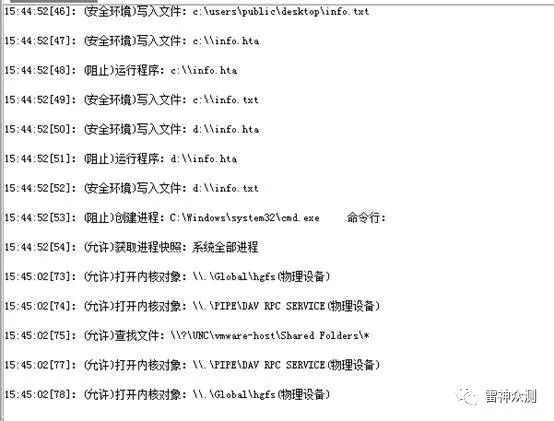 15:44:52[46]: (安全环境)写入文件: c:\users\public\desktop\info.txt
15:44:52[47]: (安全环境)写入文件: c:\\info.hta
15:44:52[48]: (阻止)运行程序: c:\\info.hta
15:44:52[49]: (安全环境)写入文件: c:\\info.txt
15:44:52[50]: (安全环境)写入文件: d:\\info.hta
15:44:52[51]: (阻止)运行程序: d:\\info.hta
15:44:52[52]: (安全环境)写入文件: d:\\info.txt
15:44:52[53]: (阻止)创建进程: C:\Windows\system32\cmd.exe 命令行:
15:44:52[54]: (允许)获取进程快照: 系统全部进程
15:45:02[73]: (允许)打开内核对象: \\.\Global\hgfs(物理设备)
15:45:02[74]: (允许)打开内核对象: \\.\PIPE\DAV RPC SERVICE(物理设备)
15:45:02[75]: (允许)查找文件: \\?\UNC\vmware-host\Shared Folders\*
15:45:02[77]: (允许)打开内核对象: \\.\PIPE\DAV RPC SERVICE(物理设备)
15:45:02[78]: (允许)打开内核对象: \\.\Global\hgfs(物理设备)
雷神众测